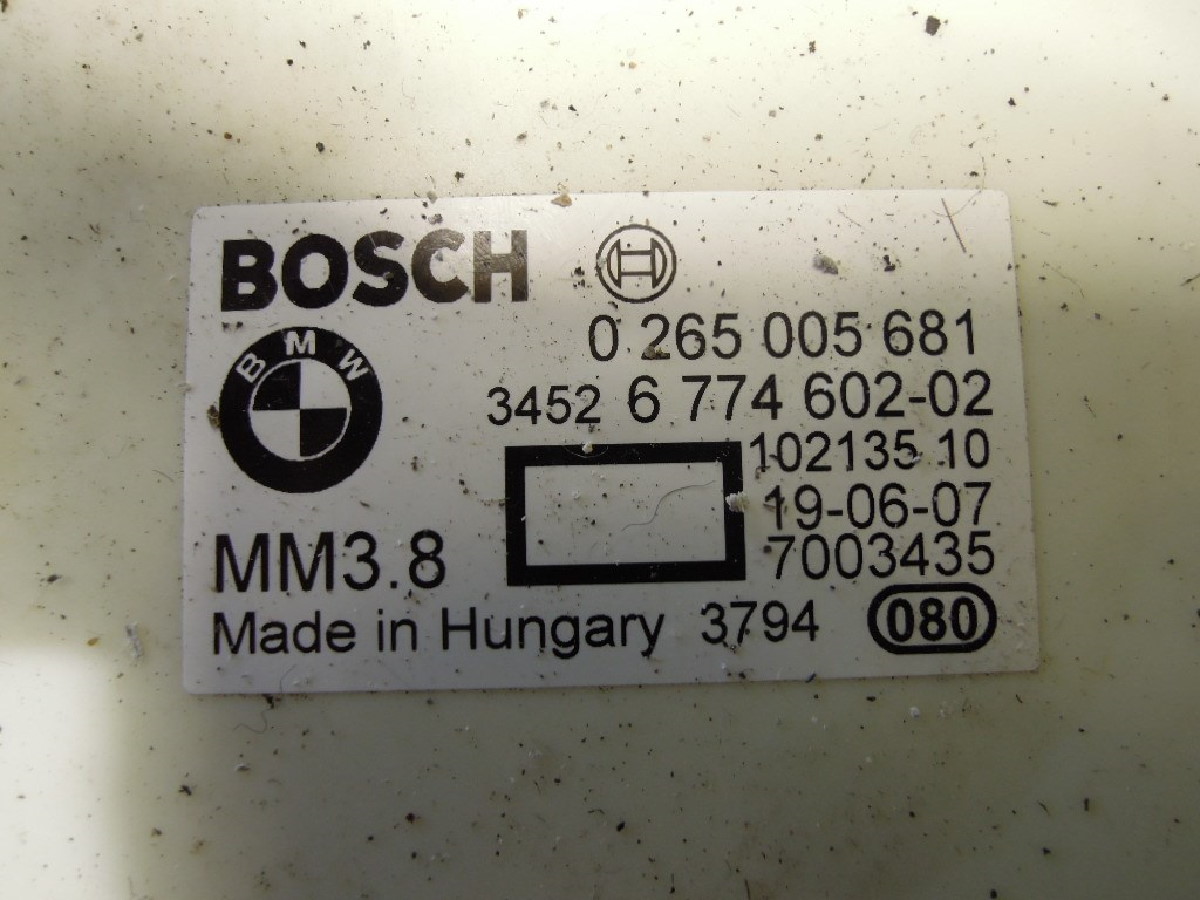 BOSCH
0 265 005 681
BMW
3452 6 774 602-02
102135 10
19-06-07
MM3.8
7003435
Made in Hungary 3794 080